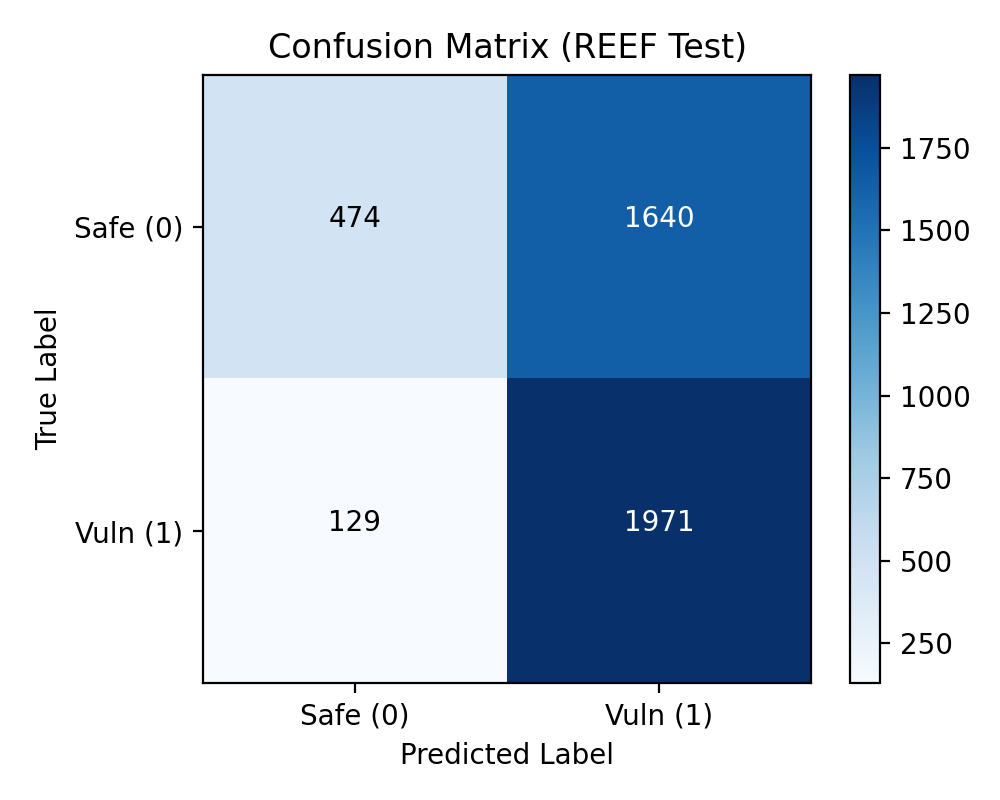 Confusion Matrix (REEF Test)
True Label
Safe (0)
Vuln (1)
474
1640
129
1971
Safe (0)
Vuln (1)
Predicted Label
1750
1500
1250
1000
750
500
250